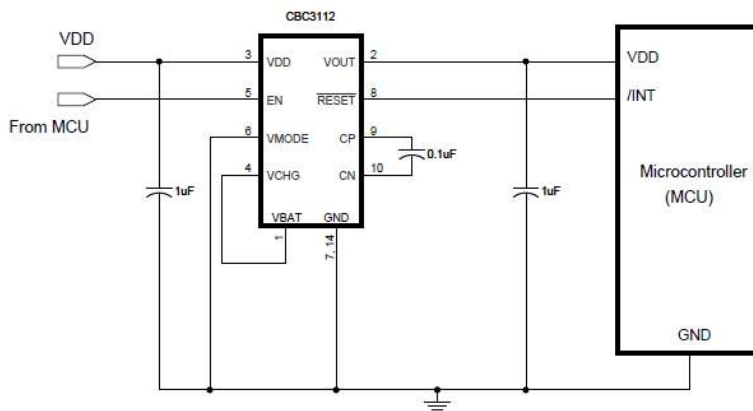 CBC3112
VDD
3
VDD
VOUT
2
VDD
5
EN
RESET
8
/INT
From MCU
6
VMODE
CP
9
0.1uF
4
VCHG
CN
10
Microcontroller
(MCU)
1uF
1uF
VBAT
GND
1
7, 14
GND